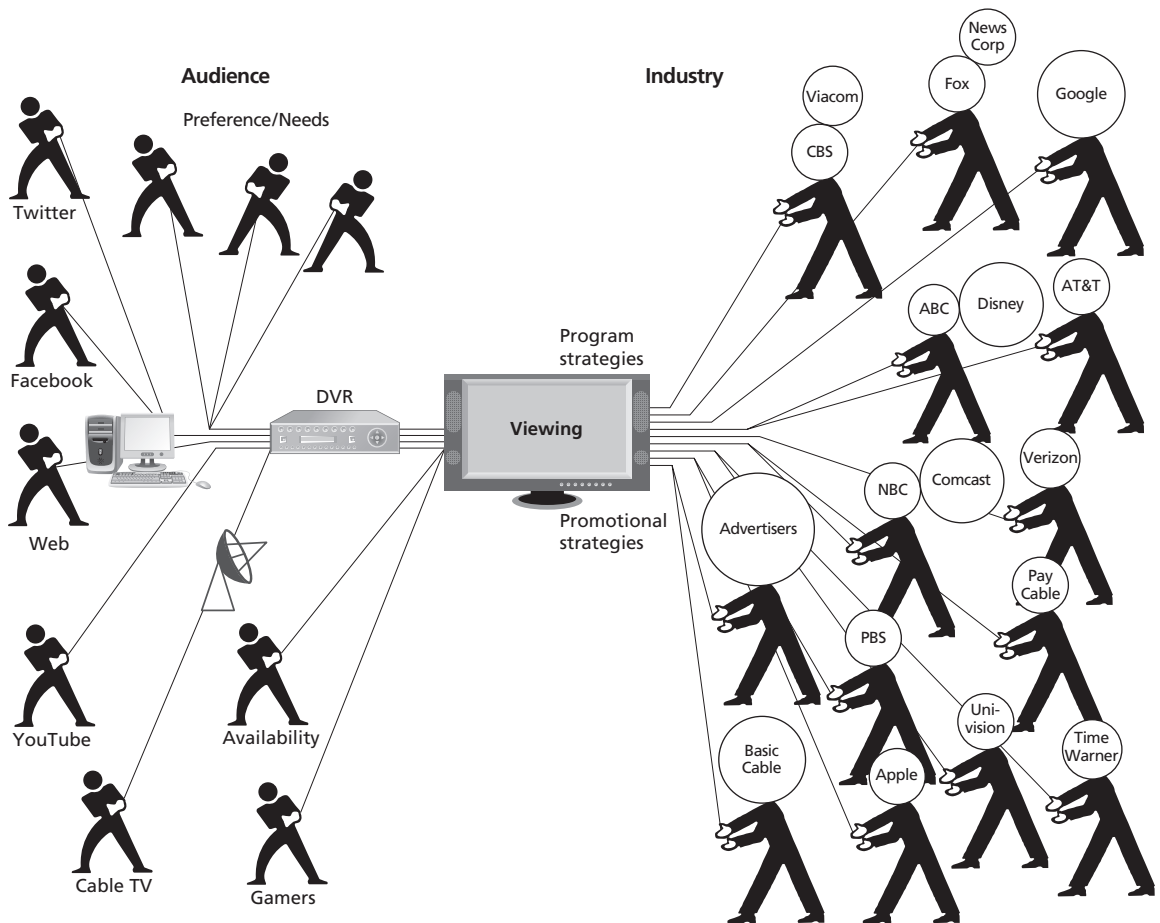 Audience
Preference/Needs
Twitter
Facebook
Web
YouTube
Cable TV
Availability
Gamers
DVR
Viewing
Program
strategies
Promotional
strategies
Industry
Viacom
CBS
News
Corp
Fox
Google
ABC
Disney
AT&T
NBC
Comcast
Verizon
Advertisers
Pay
Cable
PBS
Uni-
vision
Time
Warner
Basic
Cable
Apple